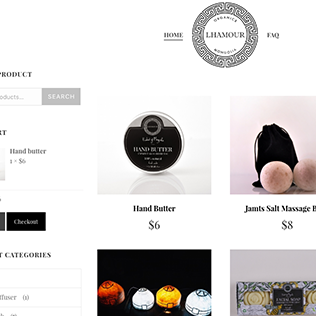 ORGANICS
LHAMOUR
MONGOLIA
HOME
FAQ
PRODUCT
oducts...
SEARCH
RT
Hand butter
1 × $6
Checkout
HAND BUTTER
Hand Butter
$6
Jamts Salt Massage B
$8
T CATEGORIES
ffuser (1)